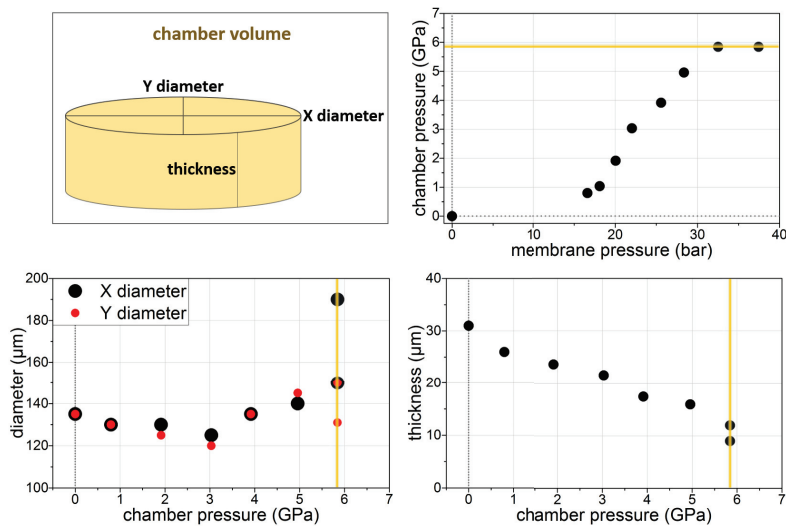 chamber volume
Y diameter
X diameter
thickness
chamber pressure (GPa)
7
6
5
4
3
2
1
0
0 10 20 30 40
membrane pressure (bar)
diameter (µm)
200
180
160
140
120
100
X diameter
Y diameter
0 1 2 3 4 5 6 7
chamber pressure (GPa)
thickness (µm)
40
30
20
10
0
0 1 2 3 4 5 6 7
chamber pressure (GPa)